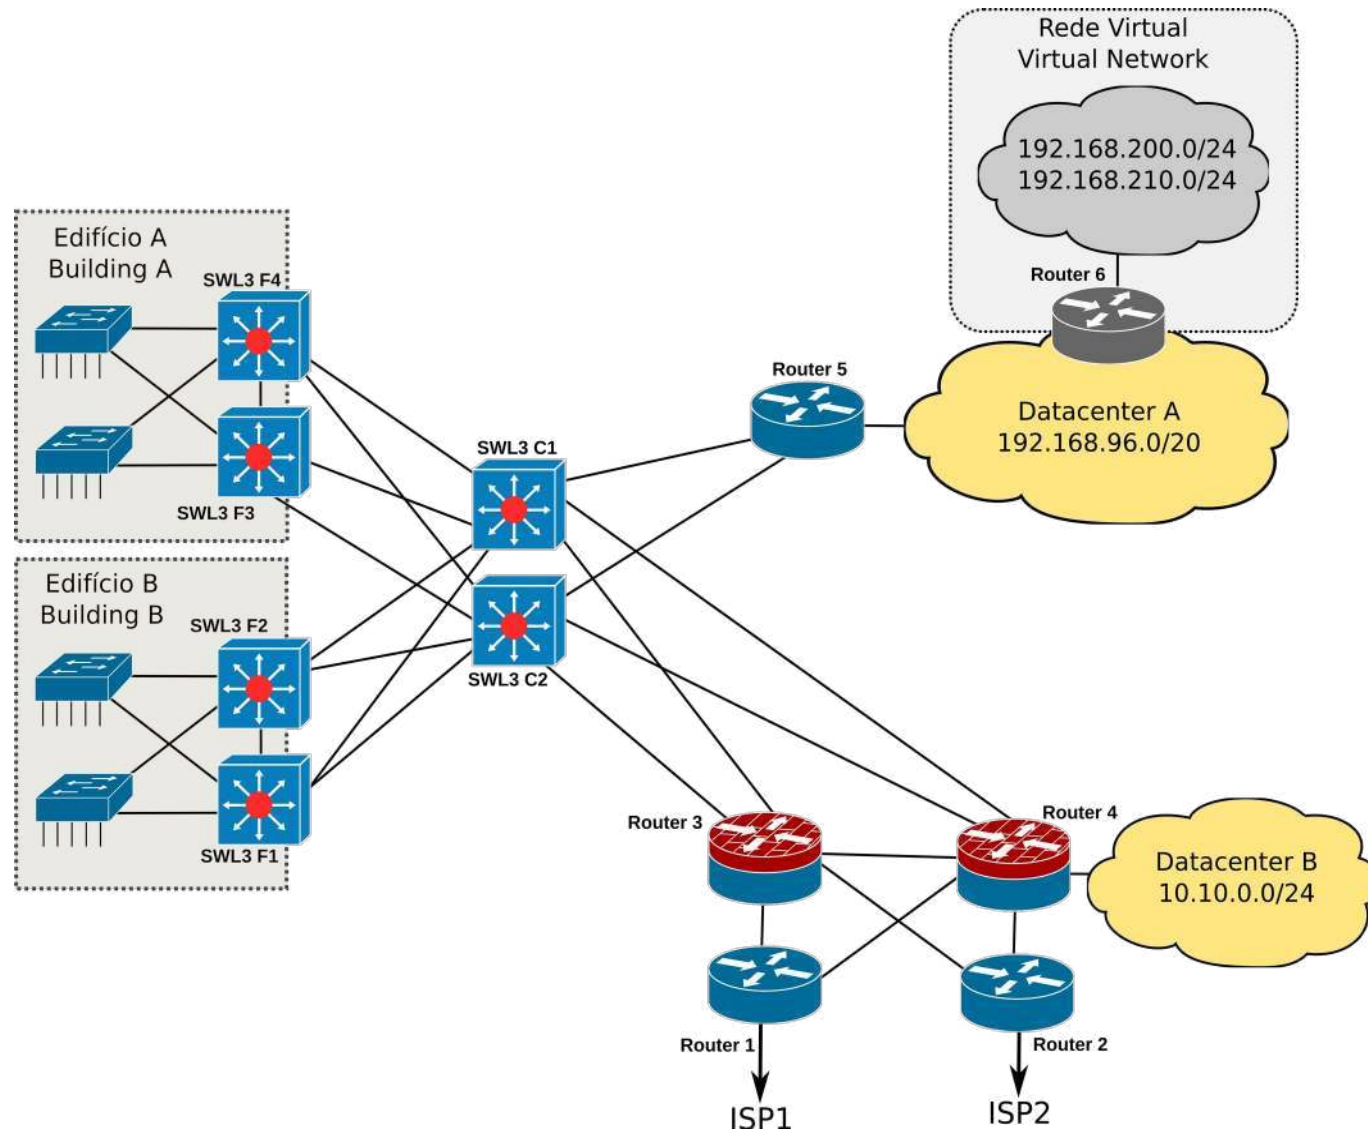 Rede Virtual
Virtual Network
192.168.200.0/24
192.168.210.0/24
Router 6
Edifício A
Building A
SWL3 F4
SWL3 F3
Router 5
Datacenter A
192.168.96.0/20
SWL3 C1
SWL3 C2
Edifício B
Building B
SWL3 F2
SWL3 F1
Router 3
Router 4
Datacenter B
10.10.0.0/24
Router 1
Router 2
ISP1
ISP2